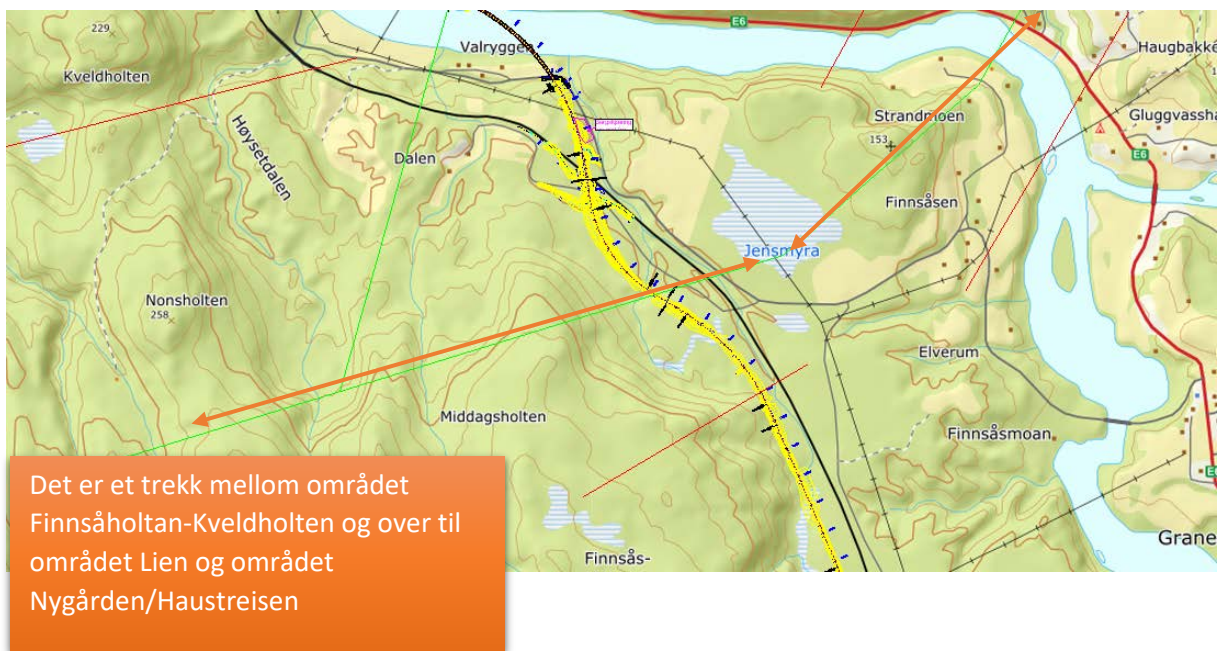 229
Kveldholten
Høysetdalen
Dalen
E6
Haugbakke
Strandmoen
153
Gluggvassha
E6
Finnsåsen
Jensmyra
Nonsholten
258
Elverum
Middagsholten
Finnsåsmoan
E6
Grane
Finnsås-
Det er et trekk mellom området
Finnsåholtan-Kveldholten og over til
området Lien og området
Nygården/Haustreisen